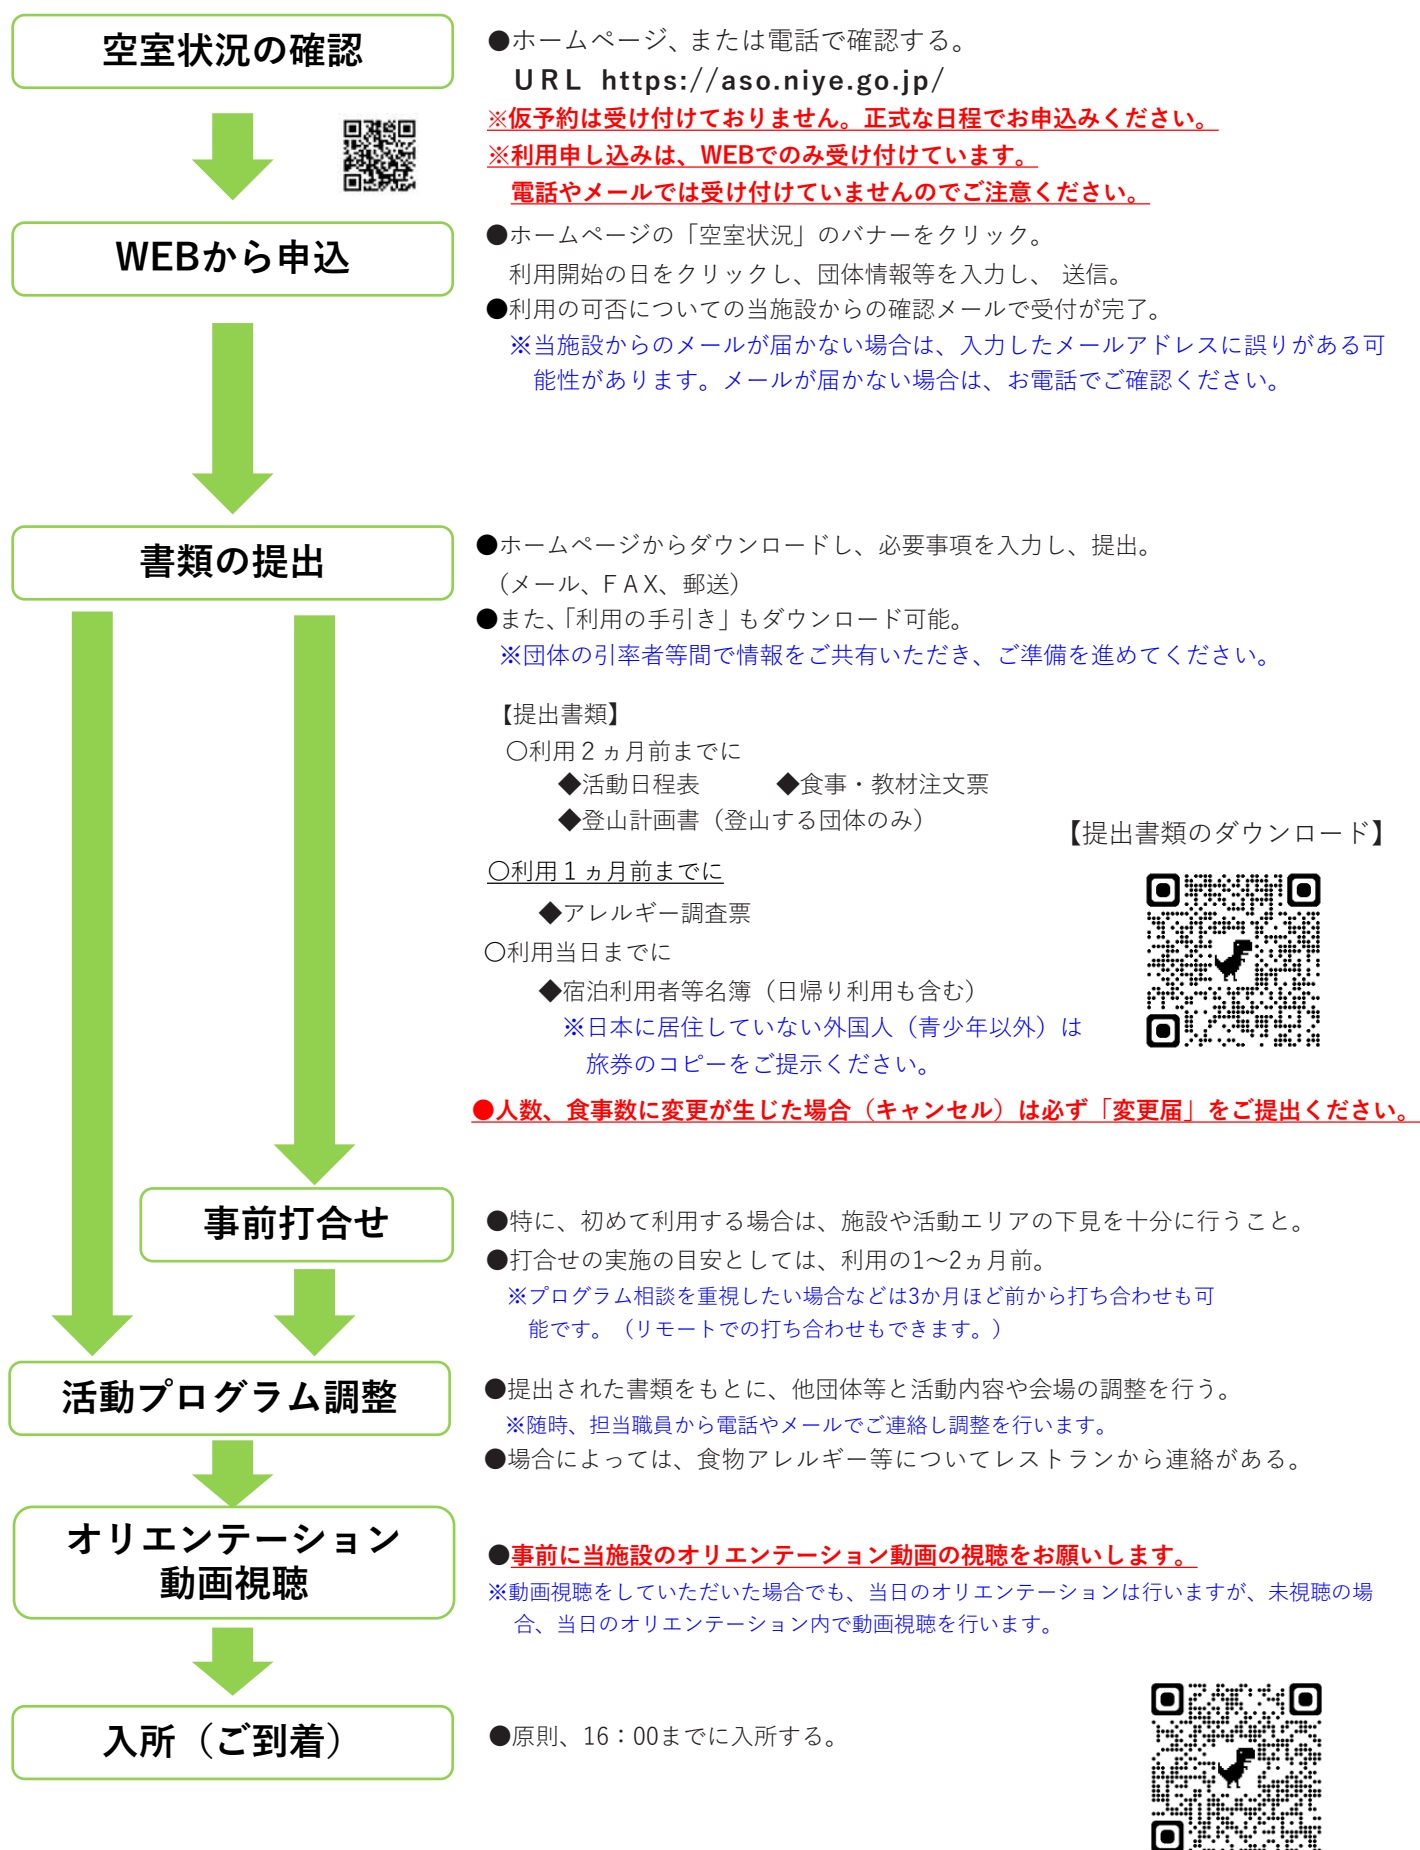 空室状況の確認
●ホームページ、または電話で確認する。
URL https://aso.niye.go.jp/
※仮予約は受け付けておりません。正式な日程でお申込みください。
※利用申し込みは、WEBでのみ受け付けています。
電話やメールでは受け付けていませんのでご注意ください。
WEBから申込
●ホームページの「空室状況」のバナーをクリック。
利用開始の日をクリックし、団体情報等を入力し、 送信。
●利用の可否についての当施設からの確認メールで受付が完了。
※当施設からのメールが届かない場合は、入力したメールアドレスに誤りがある可
能性があります。メールが届かない場合は、お電話でご確認ください。
書類の提出
●ホームページからダウンロードし、必要事項を入力し、提出。
（メール、ＦＡＸ、郵送）
●また、「利用の手引き」もダウンロード可能。
※団体の引率者等間で情報をご共有いただき、ご準備を進めてください。
【提出書類】
〇利用２ヵ月前までに
◆活動日程表 ◆食事・教材注文票
◆登山計画書（登山する団体のみ）
【提出書類のダウンロード】
〇利用１ヵ月前までに
◆アレルギー調査票
〇利用当日までに
◆宿泊利用者等名簿（日帰り利用も含む）
※日本に居住していない外国人（青少年以外）は
旅券のコピーをご提示ください。
●人数、食事数に変更が生じた場合（キャンセル）は必ず「変更届」をご提出ください。
事前打合せ
●特に、初めて利用する場合は、施設や活動エリアの下見を十分に行うこと。
●打合せの実施の目安としては、利用の1～2ヵ月前。
※プログラム相談を重視したい場合などは3か月ほど前から打ち合わせも可
能です。（リモートでの打ち合わせもできます。）
活動プログラム調整
●提出された書類をもとに、他団体等と活動内容や会場の調整を行う。
※随時、担当職員から電話やメールでご連絡し調整を行います。
●場合によっては、食物アレルギー等についてレストランから連絡がある。
オリエンテーション
動画視聴
●事前に当施設のオリエンテーション動画の視聴をお願いします。
※動画視聴をしていただいた場合でも、当日のオリエンテーションは行いますが、未視聴の場
合、当日のオリエンテーション内で動画視聴を行います。
入所（ご到着）
●原則、16：00までに入所する。